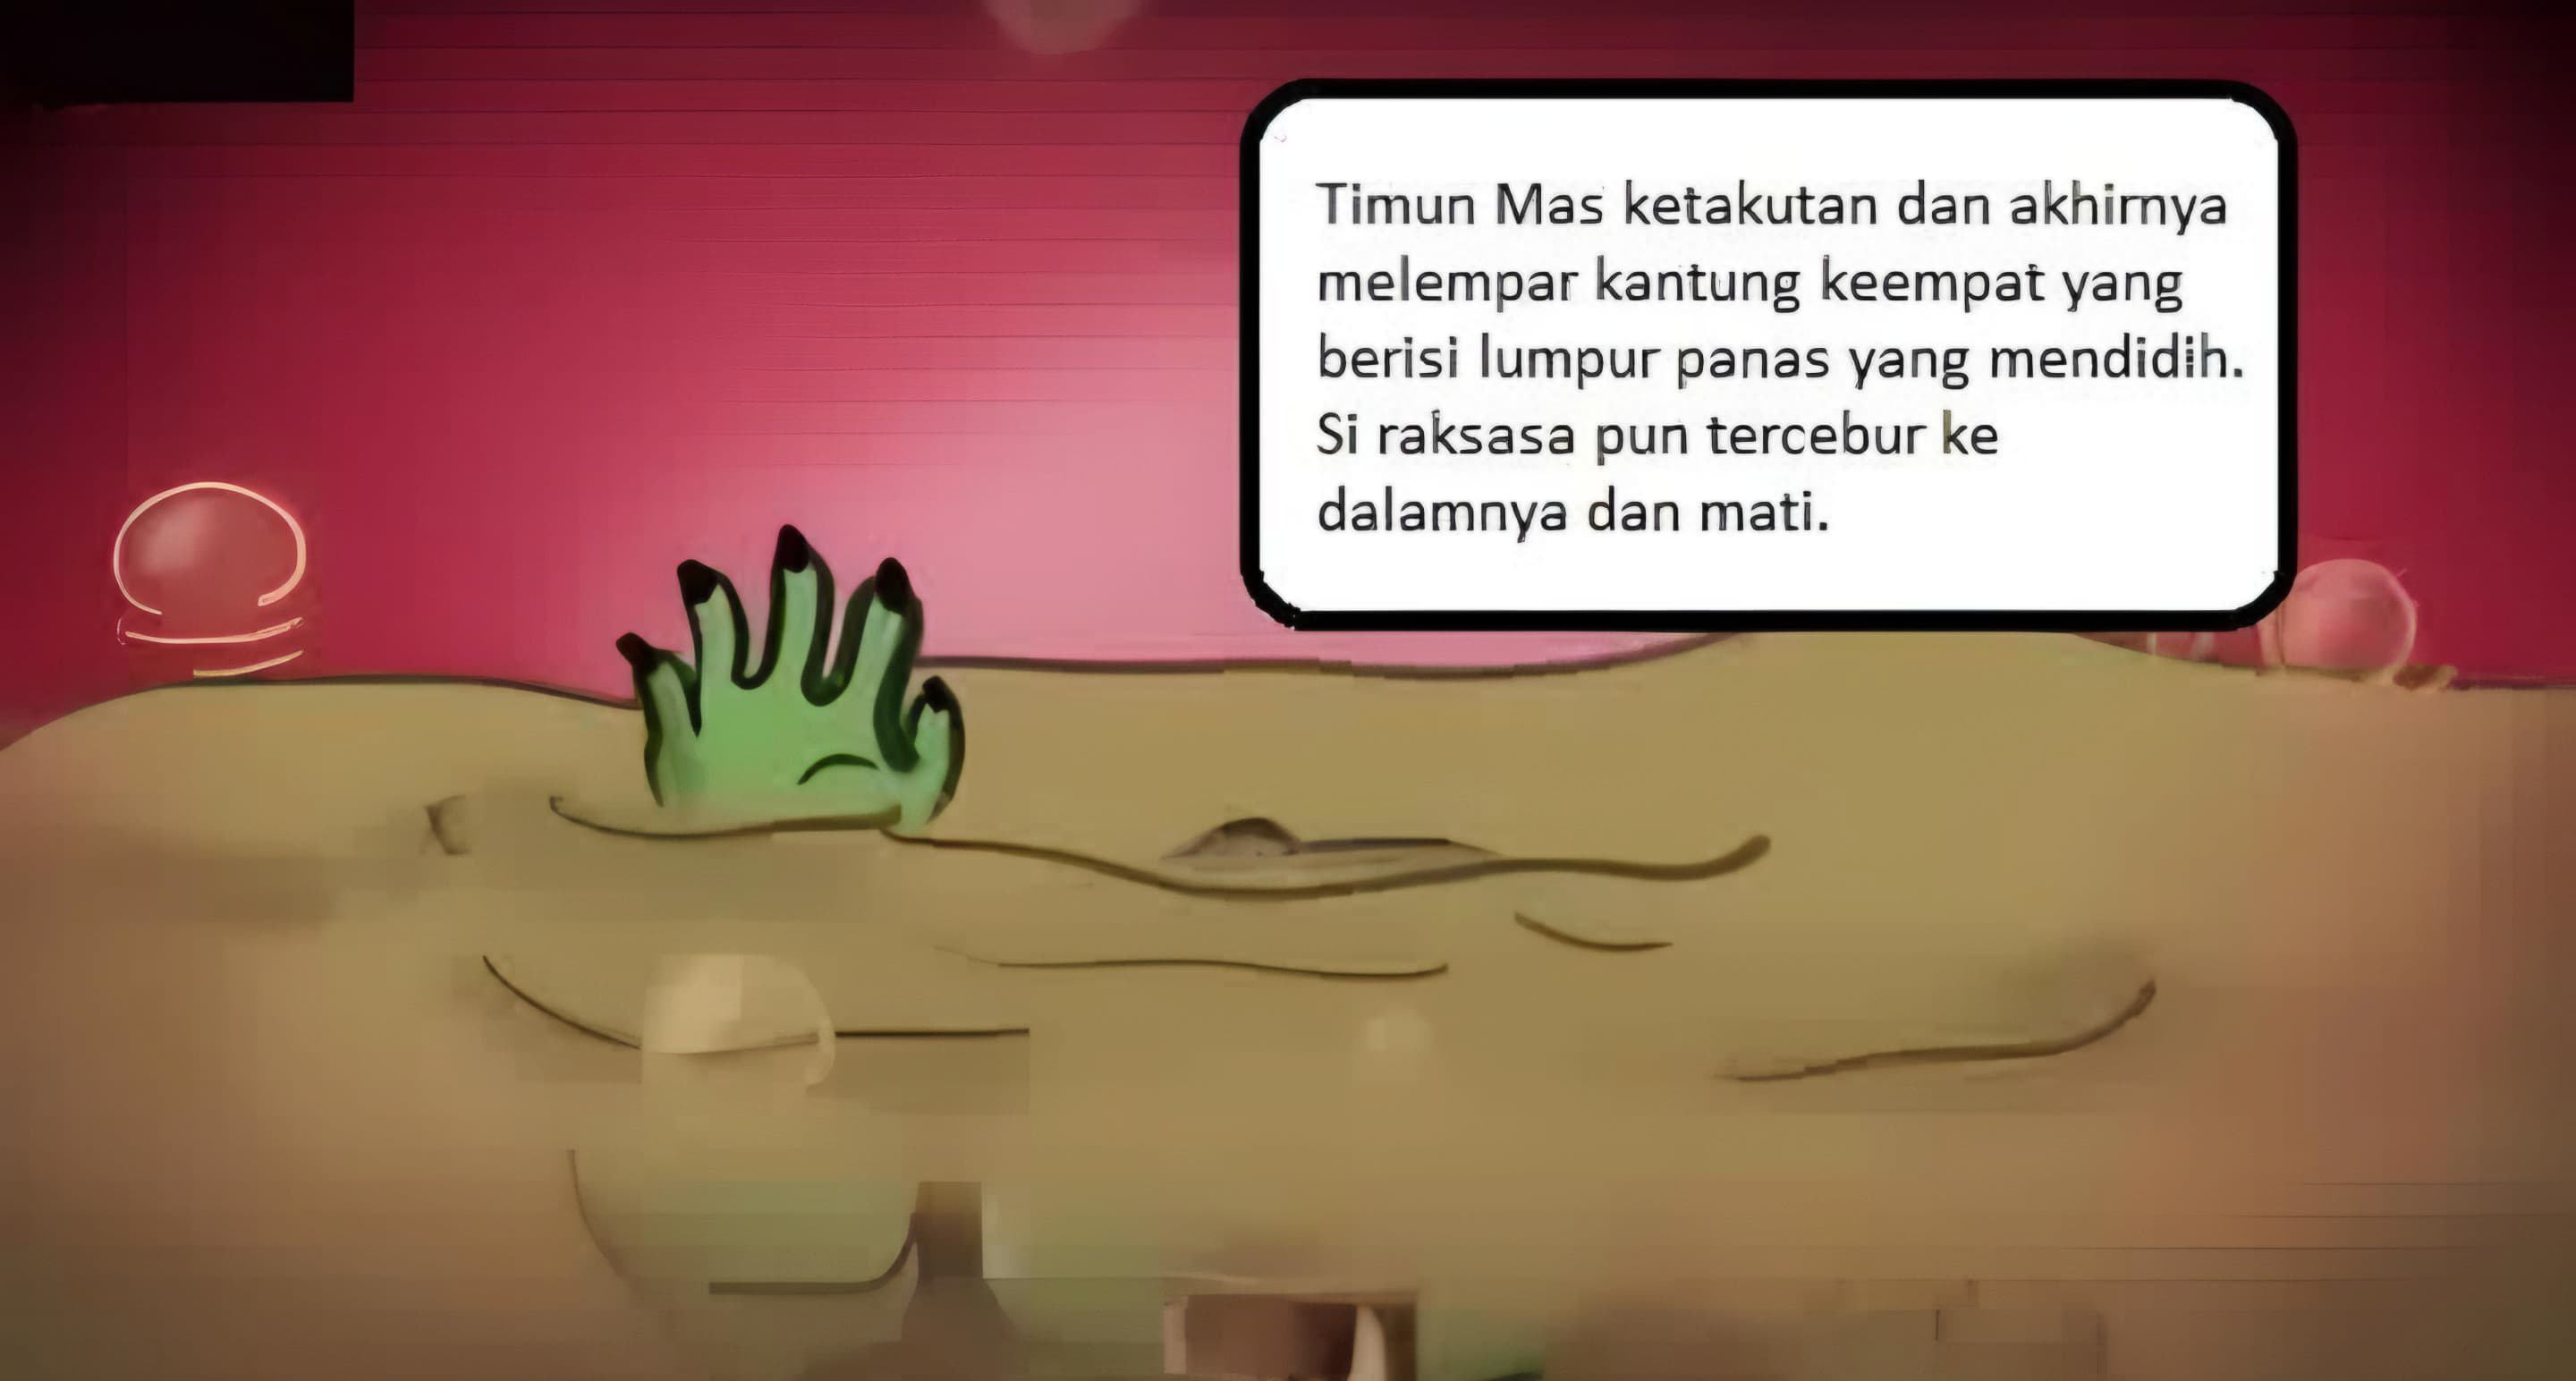 Timun Mas ketakutan dan akhirnya
melempar kantung keempat yang
berisi lumpur panas yang mendidih.
Si raksasa pun tercebur ke
dalamnya dan mati.